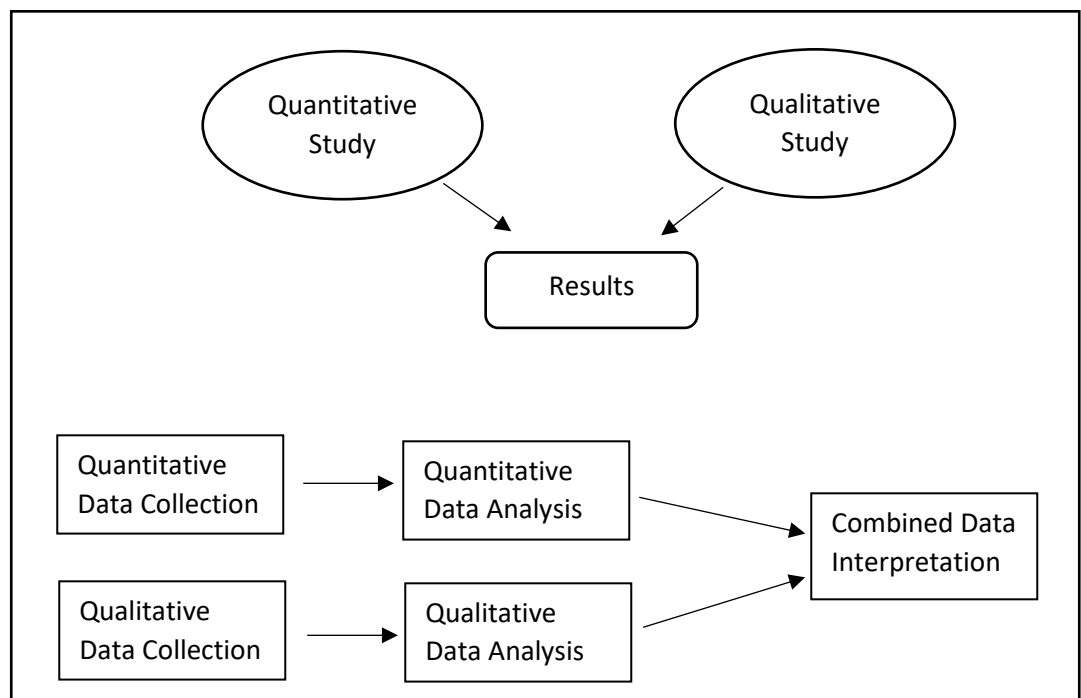 Quantitative
Study
Qualitative
Study
Results
Quantitative
Data Collection
Quantitative
Data Analysis
Combined Data
Interpretation
Qualitative
Data Collection
Qualitative
Data Analysis